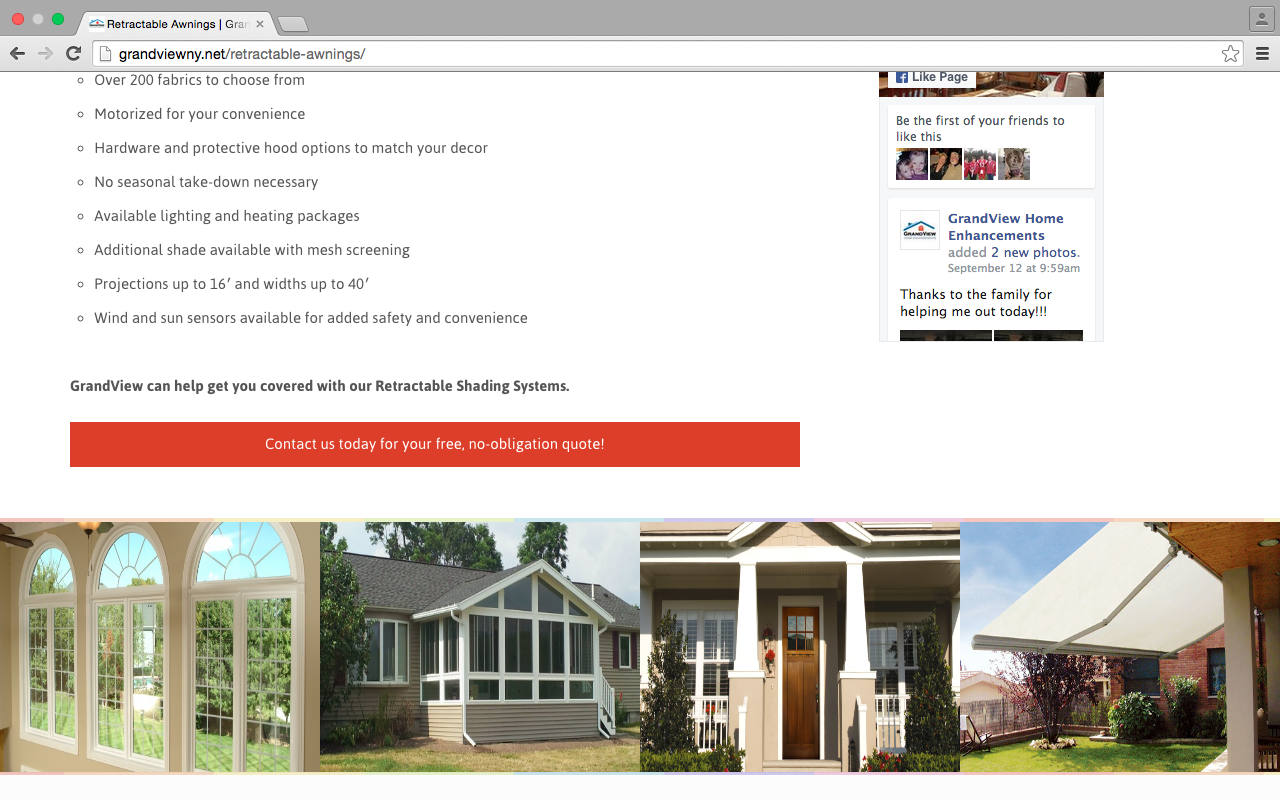 Retractable Awnings | Gran
grandviewny.net/retractable-awnings/
Over 200 fabrics to choose from
Motorized for your convenience
Hardware and protective hood options to match your decor
No seasonal take-down necessary
Available lighting and heating packages
Additional shade available with mesh screening
Projections up to 16′ and widths up to 40′
Wind and sun sensors available for added safety and convenience
GrandView can help get you covered with our Retractable Shading Systems.
Contact us today for your free, no-obligation quote!
Like Page
Be the first of your friends to
like this
GRANDVIEW
GrandView Home
Enhancements
added 2 new photos.
September 12 at 9:59am
Thanks to the family for
helping me out today!!!